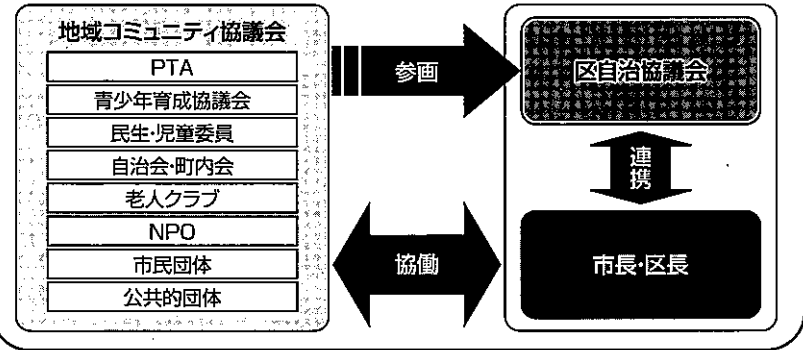 地域コミュニティ協議会
PTA
青少年育成協議会
民生・児童委員
自治会・町内会
老人クラブ
NPO
市民団体
公共的団体
参画
協働
区自治協議会
連携
市長・区長